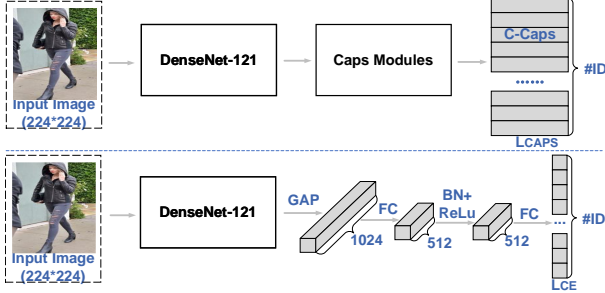 Input Image
(224*224)
DenseNet-121
Caps Modules
C-Caps
......
#ID
LCAPS
Input Image
(224*224)
DenseNet-121
GAP
1024
FC
512
BN+
ReLu
512
FC
...
#ID
LCE